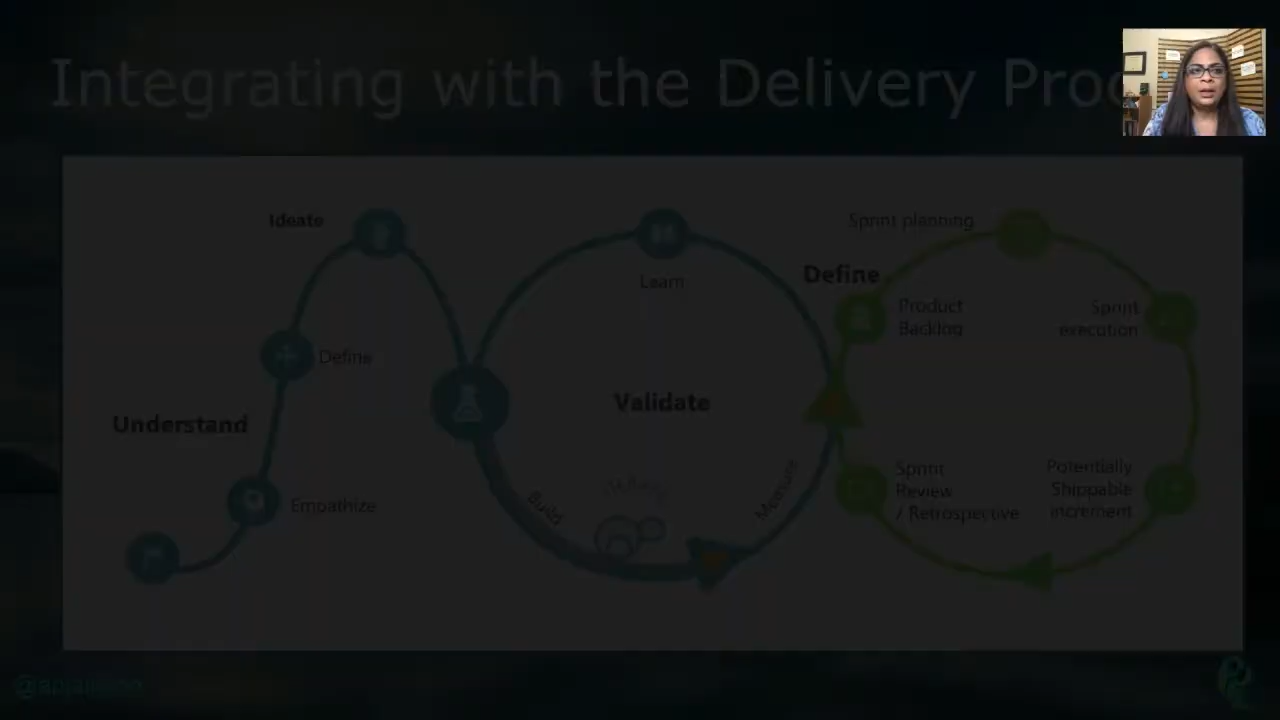 Integrating with the Delivery
Ideate
Sprint planning
Define
Learn
Product
Backlog
Sprint
execution
Define
Validate
Understand
Empathize
Build
Measure
Sprint
Review
/ Retrospective
Potentially
Shippable
increment